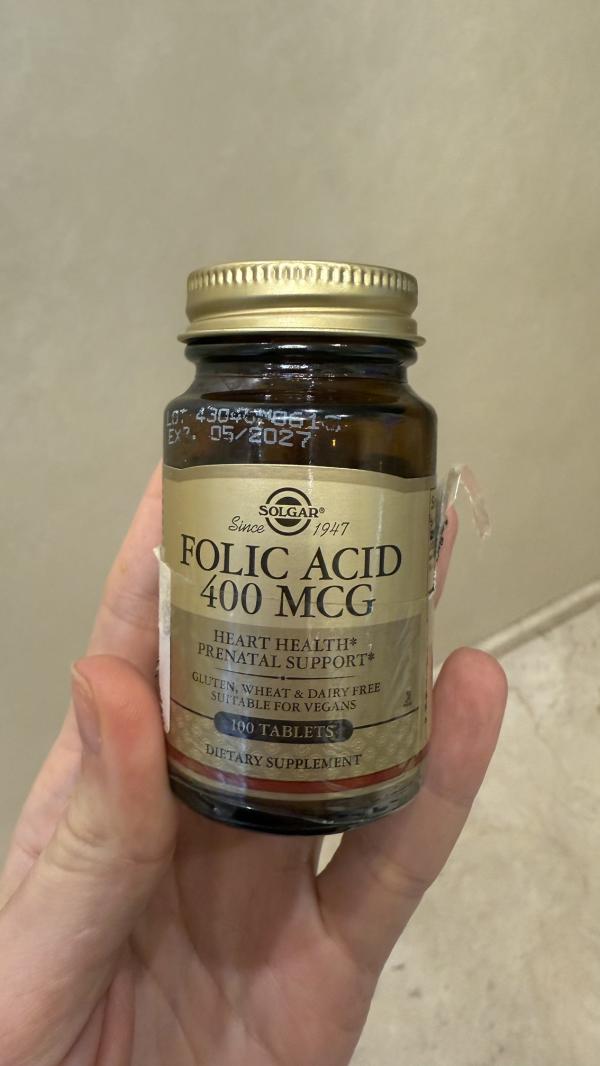 LOT
EXP. 05/2027
SOLGAR®
Since 1947
FOLIC ACID
400 MCG
HEART HEALTH*
PRENATAL SUPPORT*
GLUTEN, WHEAT & DAIRY FREE
SUITABLE FOR VEGANS
100 TABLETS
DIETARY SUPPLEMENT